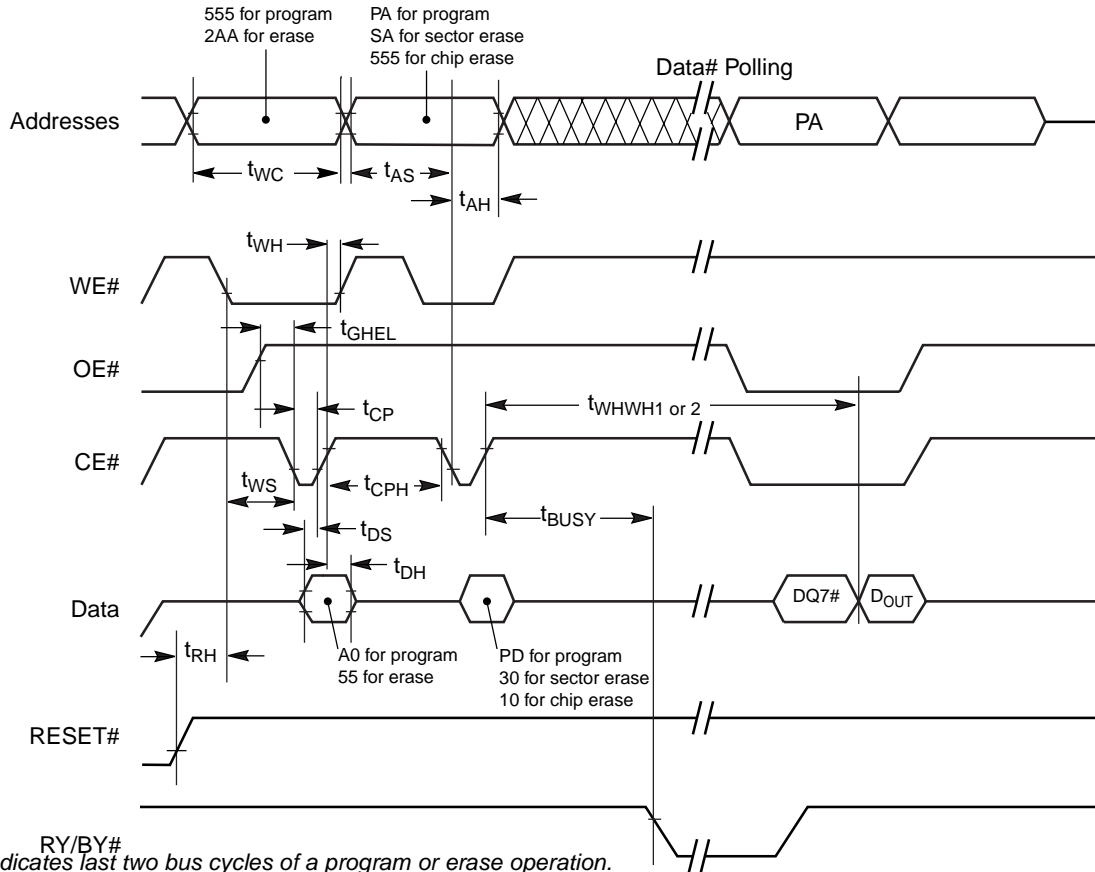 555 for program
2AA for erase
PA for program
SA for sector erase
555 for chip erase
Data# Polling
Addresses
PA
tWC
tAS
tAH
tWH
WE#
tGHEL
OE#
tWHWH1 or 2
tCP
CE#
tWS
tCPH
tBUSY
tDS
tDH
Data
DQ7#
DOUT
tRH
A0 for program
55 for erase
PD for program
30 for sector erase
10 for chip erase
RESET#
RY/BY#
dicates last two bus cycles of a program or erase operation.